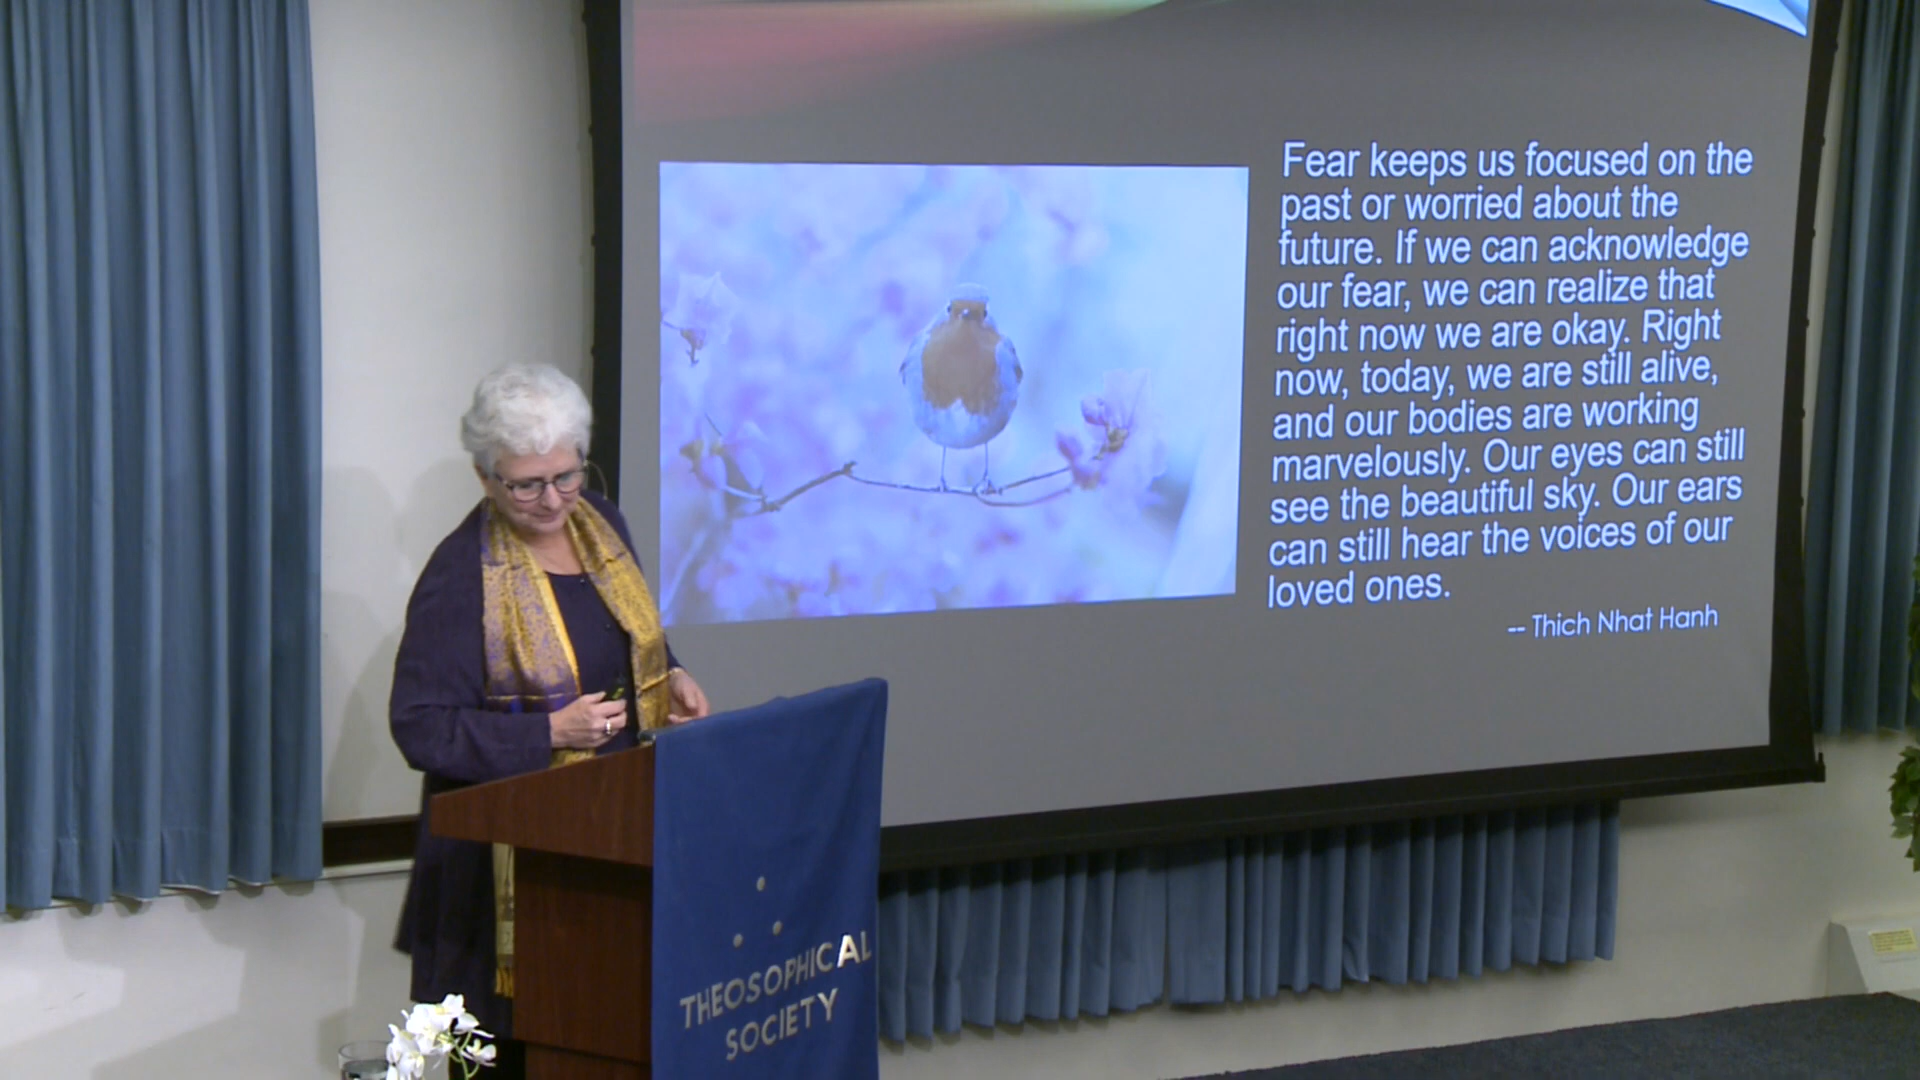 Fear keeps us focused on the
past or worried about the
future. If we can acknowledge
our fear, we can realize that
right now we are okay. Right
now, today, we are still alive,
and our bodies are working
marvelously. Our eyes can still
see the beautiful sky. Our ears
can still hear the voices of our
loved ones.
-- Thich Nhat Hanh
THEOSOPHICAL
SOCIETY